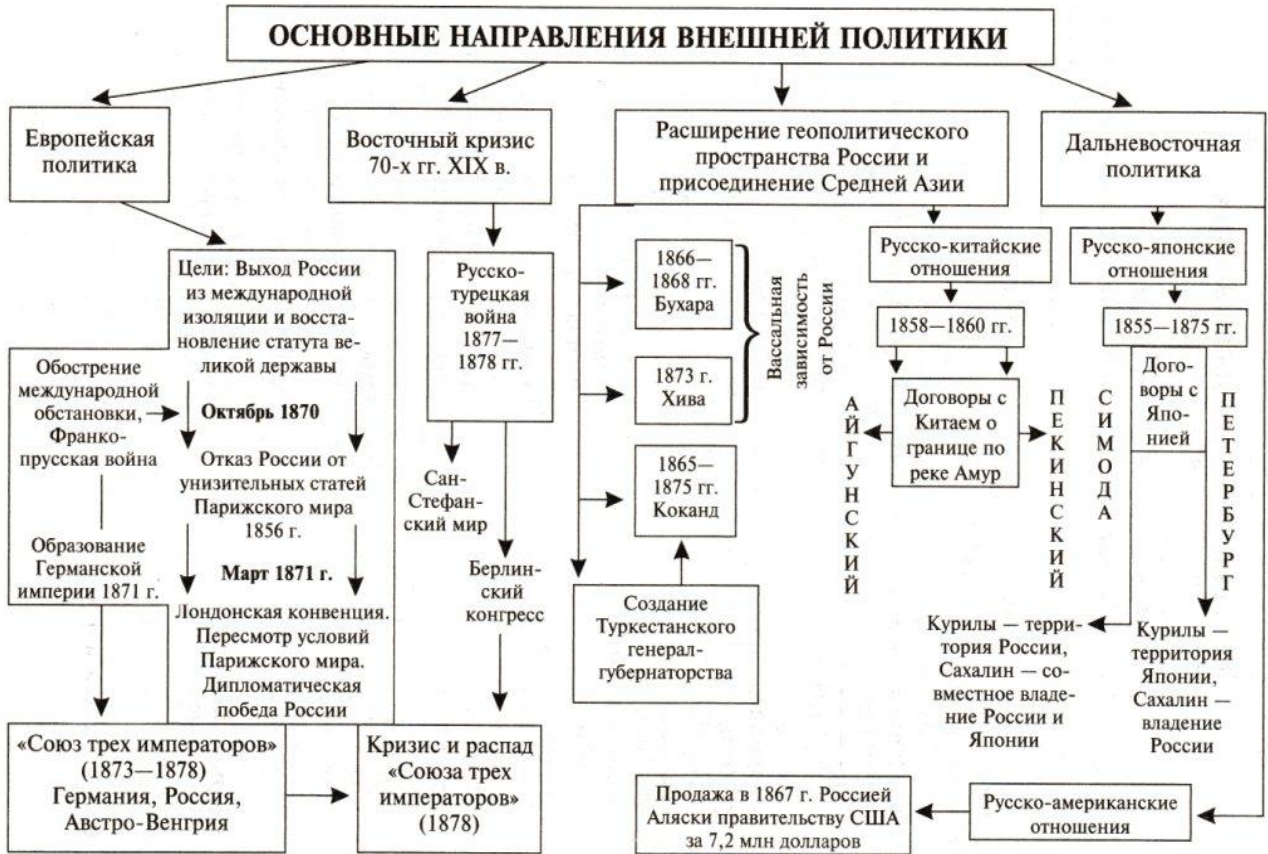 ОСНОВНЫЕ НАПРАВЛЕНИЯ ВНЕШНЕЙ ПОЛИТИКИ
Европейская
политика
Восточный кризис
70-х гг. XIX в.
Расширение геополитического
пространства России и
присоединение Средней Азии
Дальневосточная
политика
Цели: Выход России
из международной
изоляции и восста-
новление статута ве-
ликой державы
Обострение
международной
обстановки,
Франко-
прусская война
Октябрь 1870
Отказ России от
унизительных статей
Парижского мира
1856 г.
Образование
Германской
империи 1871 г.
Март 1871 г.
Лондонская конвенция.
Пересмотр условий
Парижского мира.
Дипломатическая
победа России
«Союз трех императоров»
(1873—1878)
Германия, Россия,
Австро-Венгрия
Русско-
турецкая
война
1877—
1878 гг.
Сан-
Стефан-
ский мир
Берлин-
ский
конгресс
Кризис и распад
«Союза трех
императоров»
(1878)
1866—
1868 гг.
Бухара
1873 г.
Хива
Вассальная
зависимость
от России
1865—
1875 гг.
Коканд
Создание
Туркестанского
генерал-
губернаторства
Русско-китайские
отношения
1858—1860 гг.
Договоры с
Китаем о
границе по
реке Амур
АЙГУНСКИЙ
ПЕКИНСКИЙ
Русско-японские
отношения
1855—1875 гг.
Дого-
воры с
Япо-
нией
СИМОДА
ПЕТЕРБУРГ
Курилы — терри-
тория России,
Сахалин — со-
вместное владе-
ние России и
Японии
Курилы —
территория
Японии,
Сахалин —
владение
России
Продажа в 1867 г. Россией
Аляски правительству США
за 7,2 млн долларов
Русско-американские
отношения